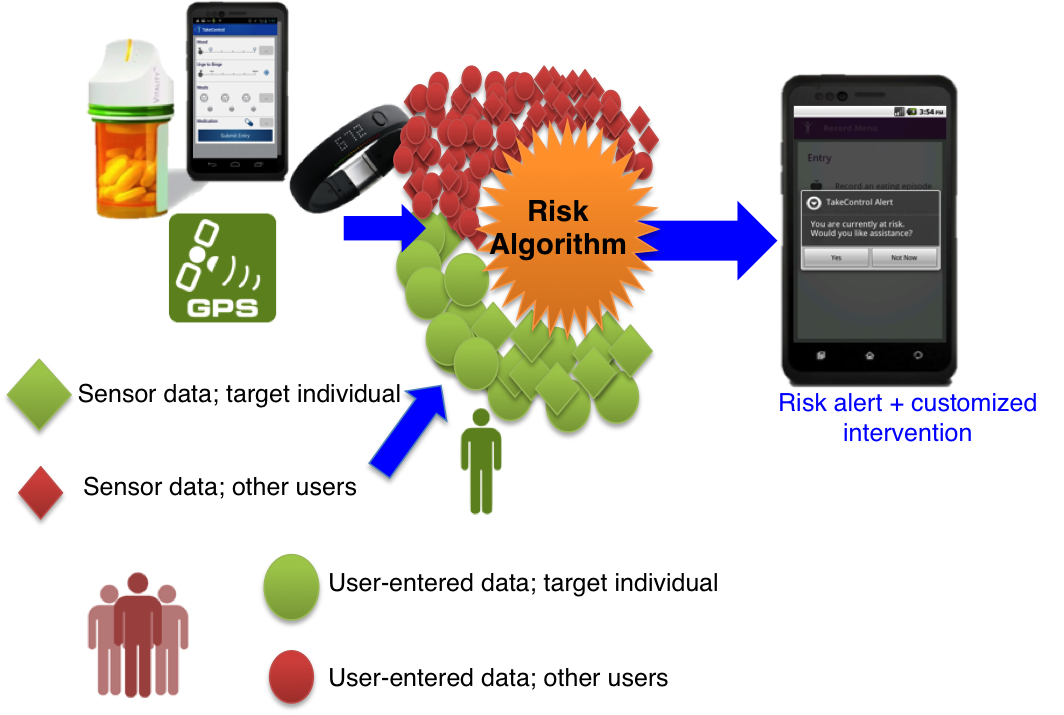 TakeControl
Mood
Urge to Binge
Meals
Medication
Submit Entry
VITALITY
GPS
Risk
Algorithm
3:54 PM
Record Menu
Entry
Record an eating episode
TakeControl Alert
You are currently at risk.
Would you like assistance?
Yes
Not Now
Risk alert + customized
intervention
Sensor data; target individual
Sensor data; other users
User-entered data; target individual
User-entered data; other users